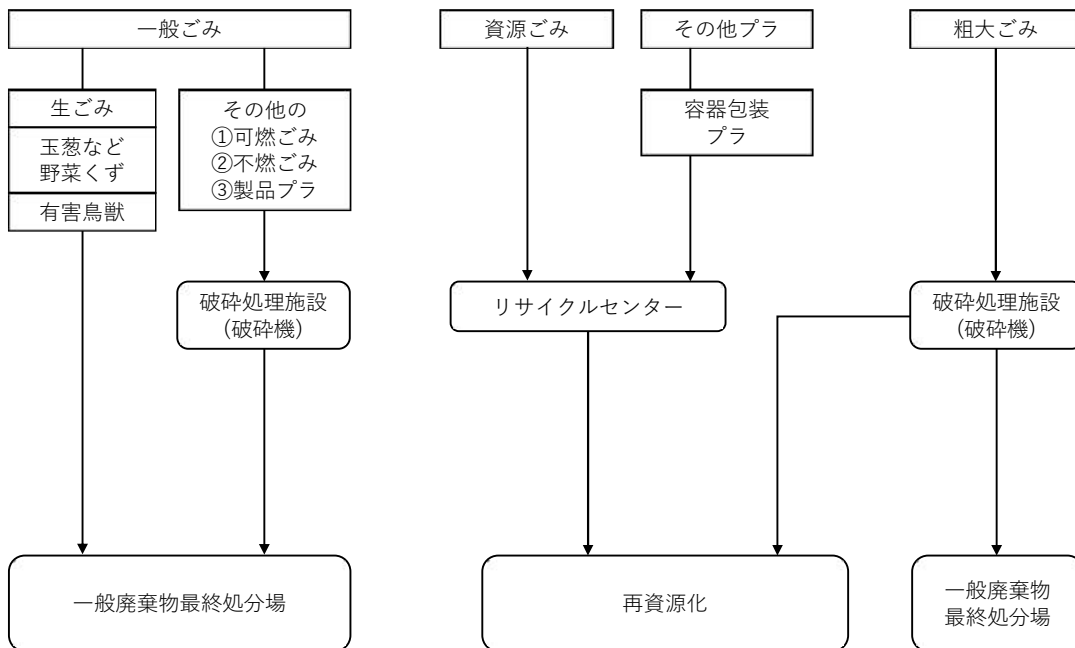 一般ごみ
資源ごみ
その他プラ
粗大ごみ
生ごみ
玉葱など
野菜くず
有害鳥獣
その他の
①可燃ごみ
②不燃ごみ
③製品プラ
容器包装
プラ
破砕処理施設
(破砕機)
リサイクルセンター
破砕処理施設
(破砕機)
一般廃棄物最終処分場
再資源化
一般廃棄物
最終処分場